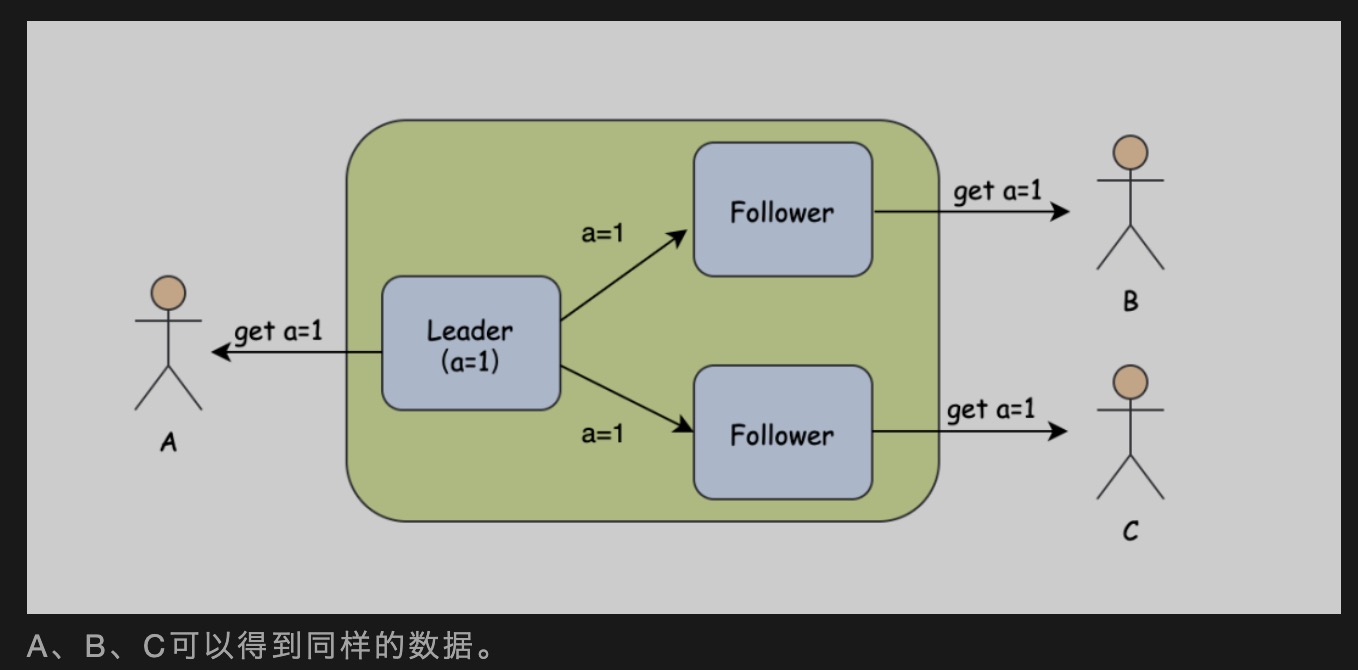 Follower
get a=1
a=1
B
Leader
(a=1)
get a=1
A
a=1
Follower
get a=1
C
A、B、C可以得到同样的数据。